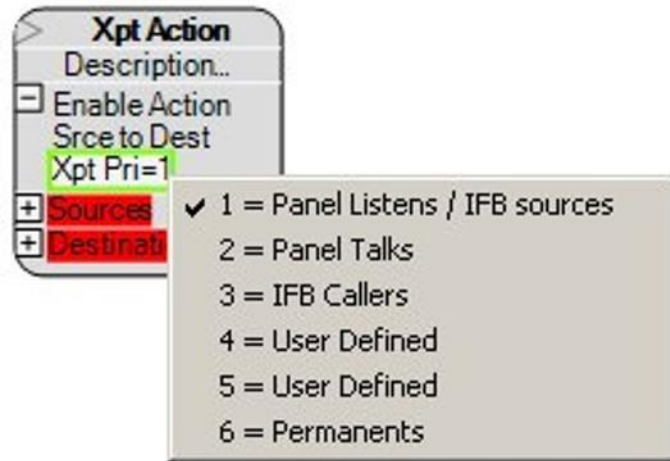 Xpt Action
Description...
Enable Action
Srce to Dest
Xpt Pri=1
Sources
Destinati
1 = Panel Listens / IFB sources
2 = Panel Talks
3 = IFB Callers
4 = User Defined
5 = User Defined
6 = Permanents